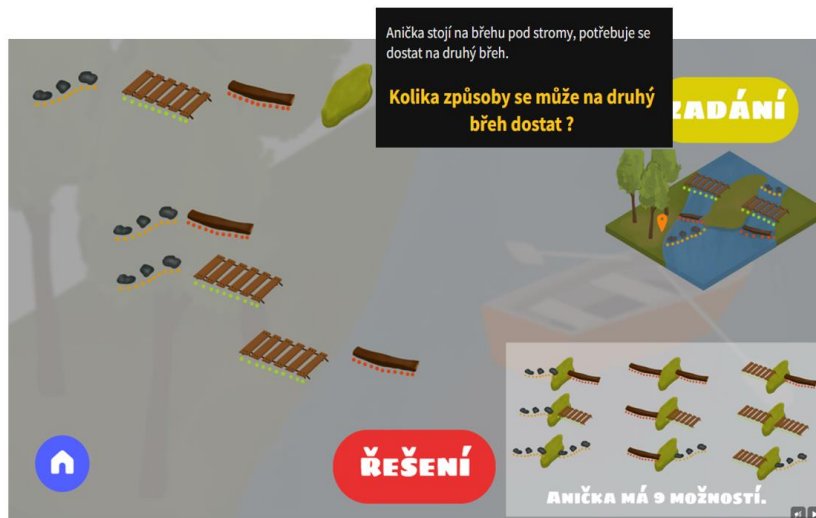 Anička stojí na břehu pod stromy, potřebuje se
dostat na druhý břeh.
Kolika způsoby se může na druhý
břeh dostat ?
ZADÁNÍ
ŘEŠENÍ
ANIČKA MÁ 9 MOŽNOSTÍ.